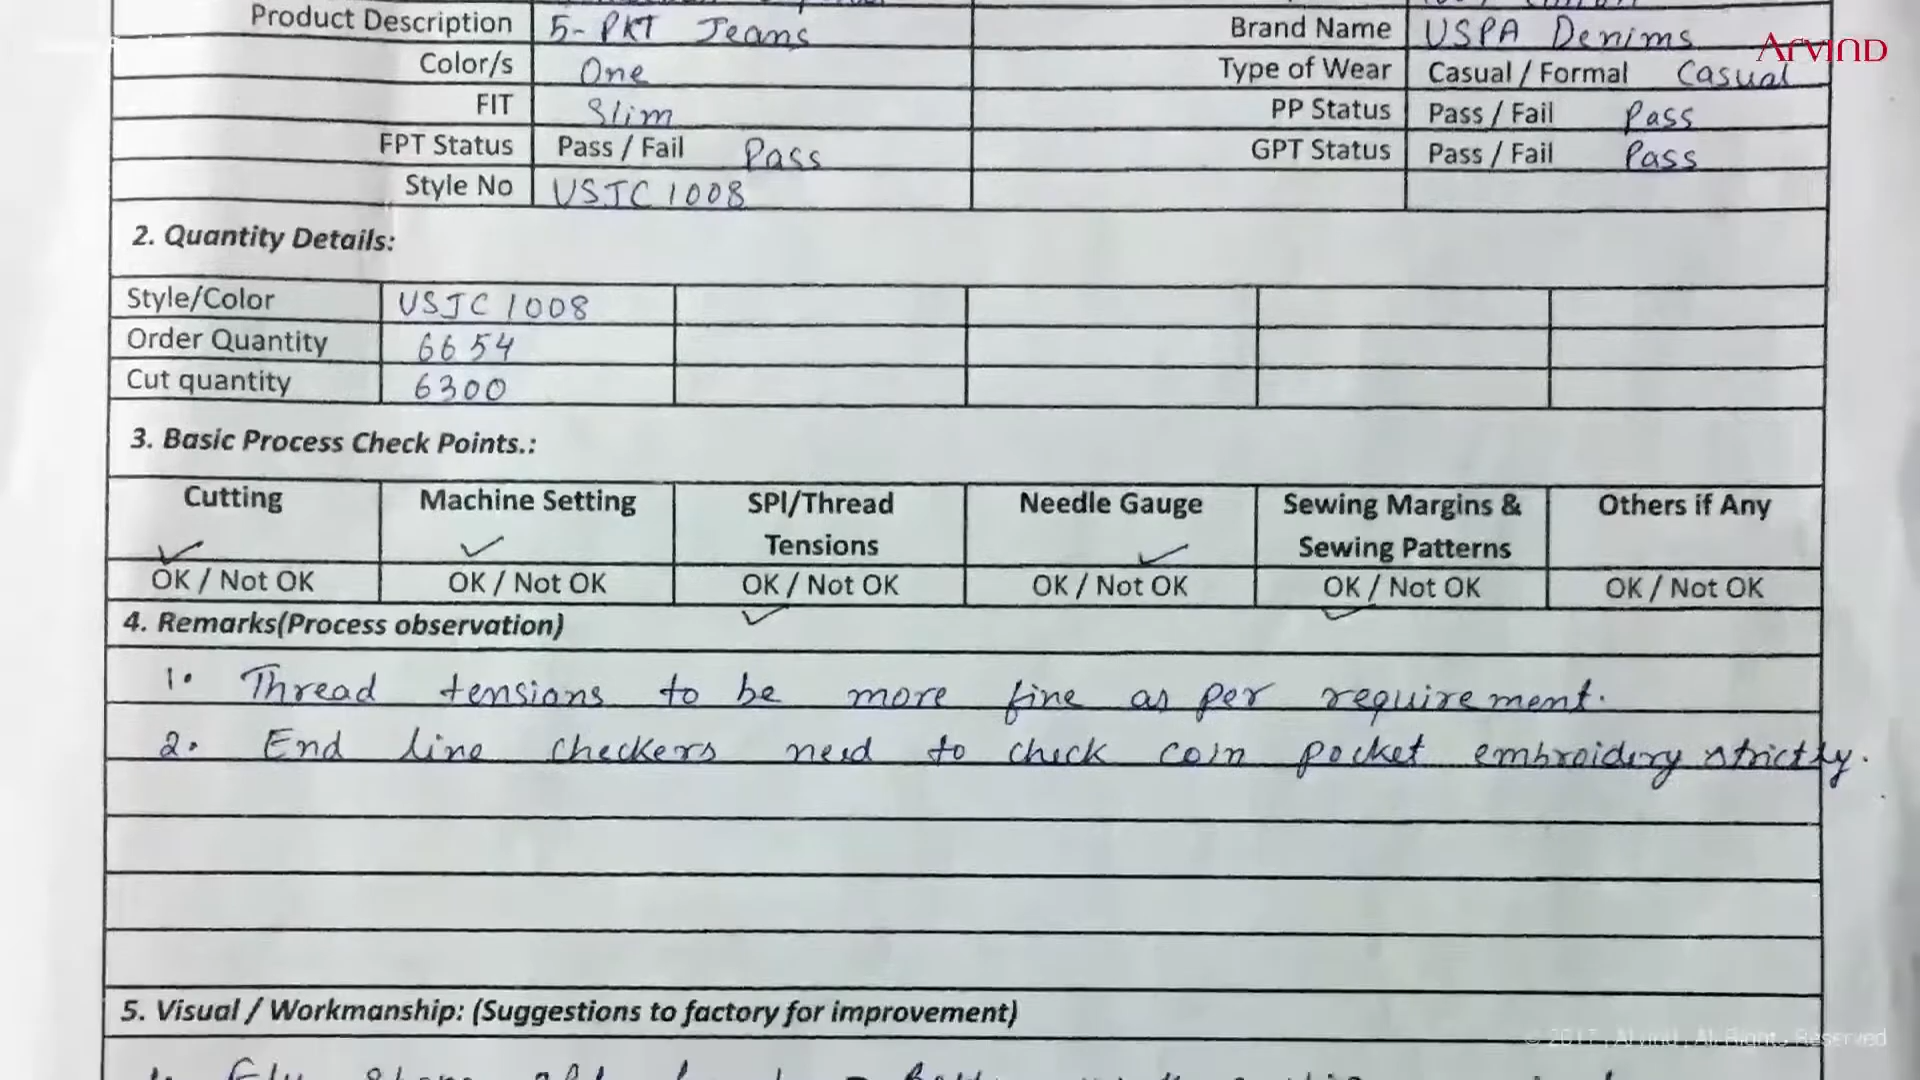 Product Description 5-PKT Jeans Brand Name USPA Denims
ARVIND
Color/s One Type of Wear Casual / Formal Casual
FIT Slim PP Status Pass / Fail Pass
FPT Status Pass / Fail Pass GPT Status Pass / Fail Pass
Style No USJC 1008
2. Quantity Details:
Style/Color USJC 1008
Order Quantity 6654
Cut quantity 6300
3. Basic Process Check Points.:
Cutting Machine Setting SPI/Thread Tensions Needle Gauge Sewing Margins & Sewing Patterns Others if Any
OK / Not OK OK / Not OK OK / Not OK OK / Not OK OK / Not OK OK / Not OK
4. Remarks(Process observation)
1. Thread tensions to be more fine as per requirement.
2. End line checkers need to check coin pocket embroidery strictly.
5. Visual / Workmanship: (Suggestions to factory for improvement)
© 2017, Arvind, All Rights Reserved